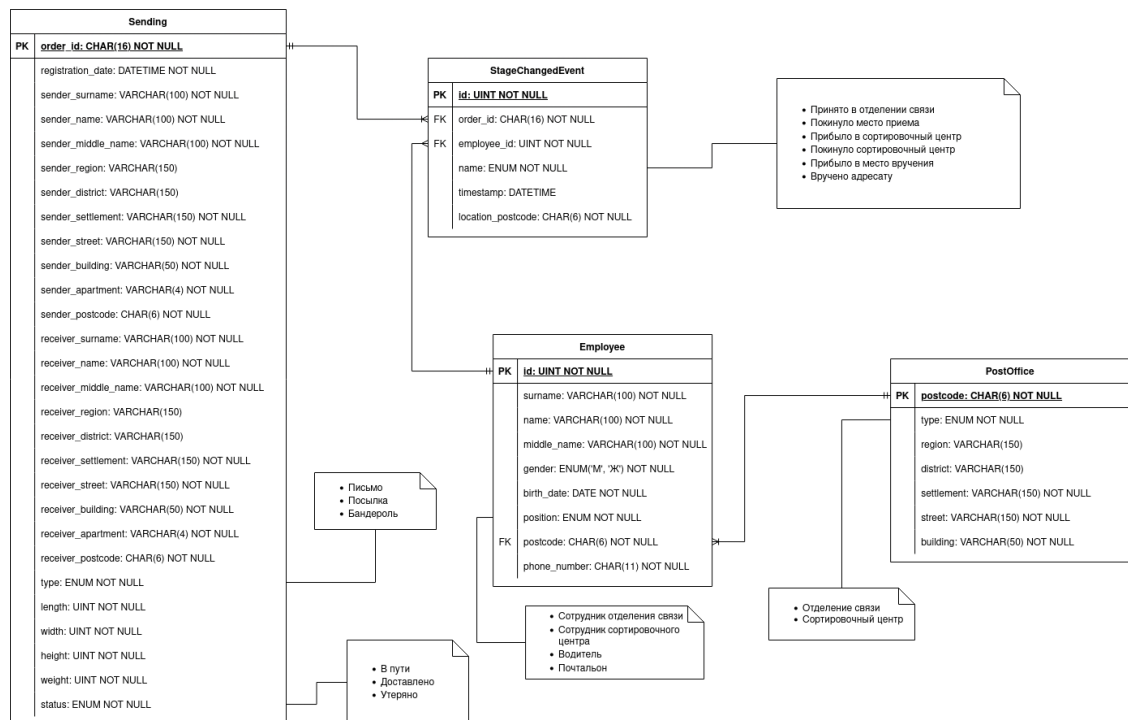 Sending
PK order_id: CHAR(16) NOT NULL
registration_date: DATETIME NOT NULL
sender_surname: VARCHAR(100) NOT NULL
sender_name: VARCHAR(100) NOT NULL
sender_middle_name: VARCHAR(100) NOT NULL
sender_region: VARCHAR(150)
sender_district: VARCHAR(150)
sender_settlement: VARCHAR(150) NOT NULL
sender_street: VARCHAR(150) NOT NULL
sender_building: VARCHAR(50) NOT NULL
sender_apartment: VARCHAR(4) NOT NULL
sender_postcode: CHAR(6) NOT NULL
receiver_surname: VARCHAR(100) NOT NULL
receiver_name: VARCHAR(100) NOT NULL
receiver_middle_name: VARCHAR(100) NOT NULL
receiver_region: VARCHAR(150)
receiver_district: VARCHAR(150)
receiver_settlement: VARCHAR(150) NOT NULL
receiver_street: VARCHAR(150) NOT NULL
receiver_building: VARCHAR(50) NOT NULL
receiver_apartment: VARCHAR(4) NOT NULL
receiver_postcode: CHAR(6) NOT NULL
type: ENUM NOT NULL
length: UINT NOT NULL
width: UINT NOT NULL
height: UINT NOT NULL
weight: UINT NOT NULL
status: ENUM NOT NULL
StageChangedEvent
PK id: UINT NOT NULL
FK order_id: CHAR(16) NOT NULL
FK employee_id: UINT NOT NULL
name: ENUM NOT NULL
timestamp: DATETIME
location_postcode: CHAR(6) NOT NULL
• Принято в отделении связи
• Покинуло место приема
• Прибыло в сортировочный центр
• Покинуло сортировочный центр
• Прибыло в место вручения
• Вручено адресату
Employee
PK id: UINT NOT NULL
surname: VARCHAR(100) NOT NULL
name: VARCHAR(100) NOT NULL
middle_name: VARCHAR(100) NOT NULL
gender: ENUM('М', 'Ж') NOT NULL
birth_date: DATE NOT NULL
position: ENUM NOT NULL
FK postcode: CHAR(6) NOT NULL
phone_number: CHAR(11) NOT NULL
PostOffice
PK postcode: CHAR(6) NOT NULL
type: ENUM NOT NULL
region: VARCHAR(150)
district: VARCHAR(150)
settlement: VARCHAR(150) NOT NULL
street: VARCHAR(150) NOT NULL
building: VARCHAR(50) NOT NULL
• Письмо
• Посылка
• Бандероль
• Сотрудник отделения связи
• Сотрудник сортировочного
центра
• Водитель
• Почтальон
• Отделение связи
• Сортировочный центр
• В пути
• Доставлено
• Утеряно